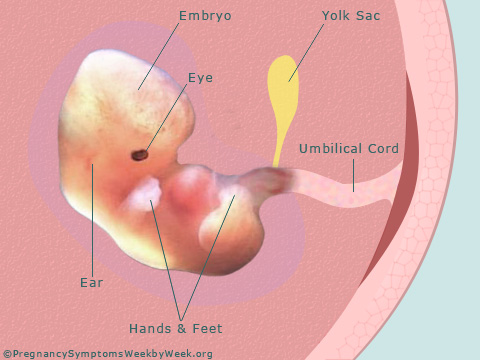 Embryo
Yolk Sac
Eye
Umbilical Cord
Ear
Hands & Feet
©PregnancySymptomsWeekbyWeek.org